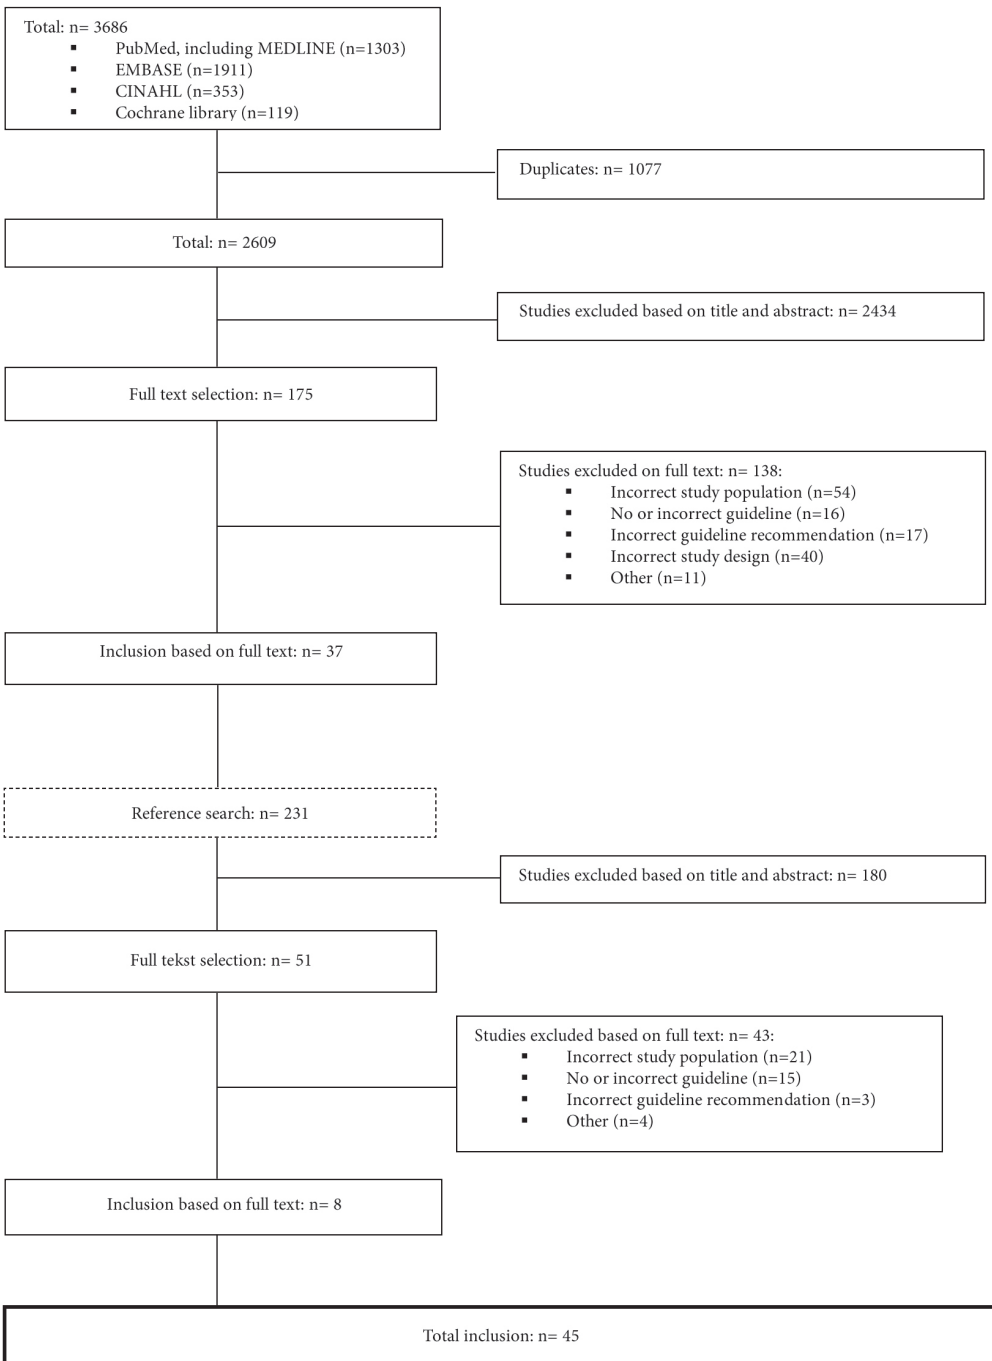 Total: n= 3686
▪ PubMed, including MEDLINE (n=1303)
▪ EMBASE (n=1911)
▪ CINAHL (n=353)
▪ Cochrane library (n=119)
Duplicates: n= 1077
Total: n= 2609
Studies excluded based on title and abstract: n= 2434
Full text selection: n= 175
Studies excluded on full text: n= 138:
▪ Incorrect study population (n=54)
▪ No or incorrect guideline (n=16)
▪ Incorrect guideline recommendation (n=17)
▪ Incorrect study design (n=40)
▪ Other (n=11)
Inclusion based on full text: n= 37
Reference search: n= 231
Studies excluded based on title and abstract: n= 180
Full tekst selection: n= 51
Studies excluded based on full text: n= 43:
▪ Incorrect study population (n=21)
▪ No or incorrect guideline (n=15)
▪ Incorrect guideline recommendation (n=3)
▪ Other (n=4)
Inclusion based on full text: n= 8
Total inclusion: n= 45